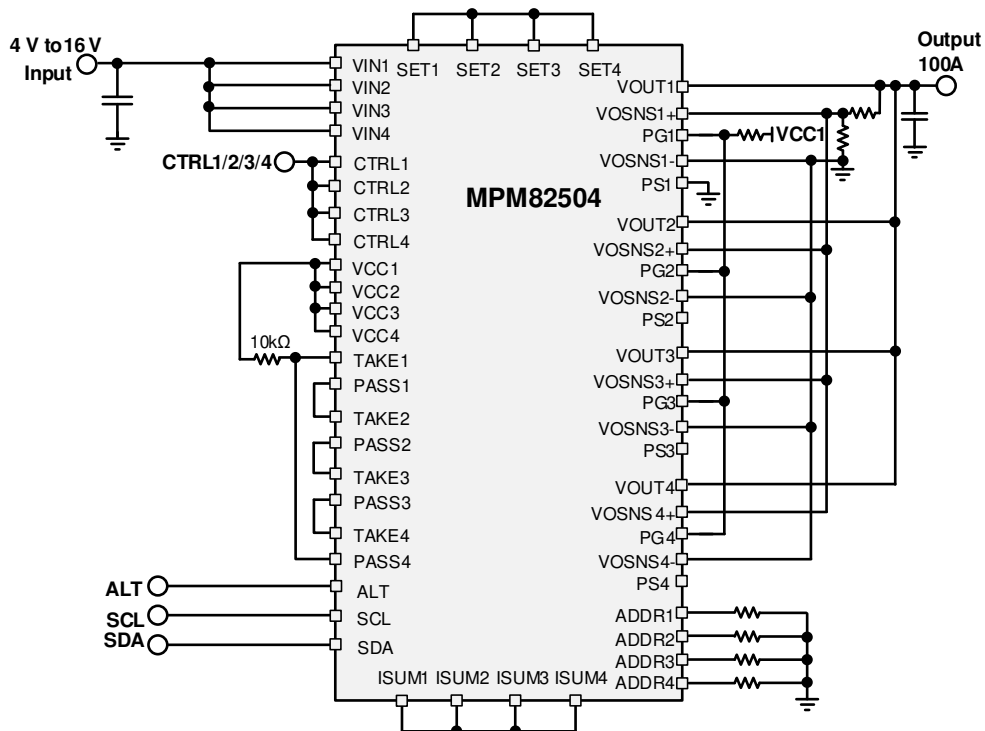 4 V to 16 V
Input
SET1 SET2 SET3 SET4
Output
100A
VIN1
VIN2
VIN3
VIN4
CTRL1/2/3/4
CTRL1
CTRL2
CTRL3
CTRL4
VCC1
VCC2
VCC3
VCC4
10kΩ
TAKE1
PASS1
TAKE2
PASS2
TAKE3
PASS3
TAKE4
PASS4
ALT
ALT
SCL
SCL
SDA
SDA
MPM82504
VOUT1
VOSNS1+
PG1
VCC1
VOSNS1-
PS1
VOUT2
VOSNS2+
PG2
VOSNS2-
PS2
VOUT3
VOSNS3+
PG3
VOSNS3-
PS3
VOUT4
VOSNS4+
PG4
VOSNS4-
PS4
ADDR1
ADDR2
ADDR3
ADDR4
ISUM1 ISUM2 ISUM3 ISUM4